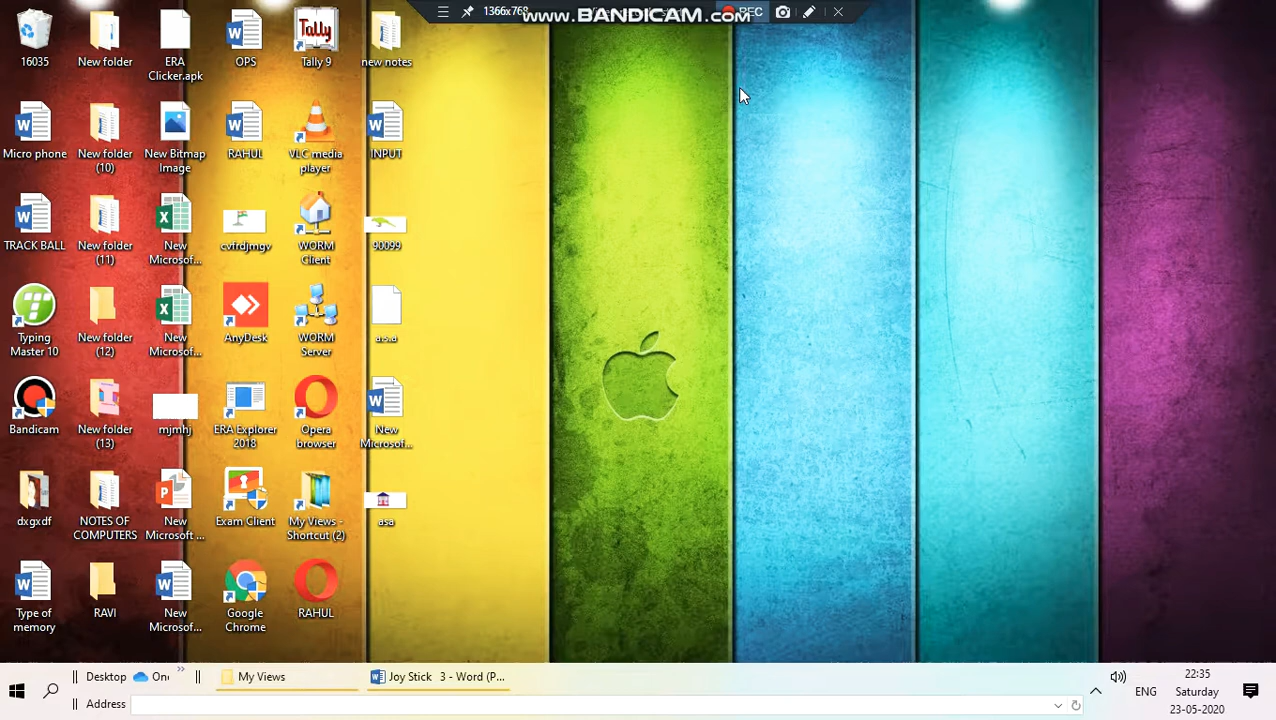 1366x768
www.BANDICAM.com
REC
16035
New folder
ERA
Clicker.apk
OPS
Tally
Tally 9
new notes
Micro phone
New folder
(10)
New Bitmap
Image
RAHUL
VLC media
player
INPUT
TRACK BALL
New folder
(11)
New
Microsof...
cvfrdjmgv
WORM
Client
90099
Typing
Master 10
New folder
(12)
New
Microsof...
AnyDesk
WORM
Server
a.s.a
Bandicam
New folder
(13)
mjmhj
ERA Explorer
2018
Opera
browser
New
Microsof...
dxgxdf
NOTES OF
COMPUTERS
New
Microsoft ...
Exam Client
My Views -
Shortcut (2)
asa
Type of
memory
RAVI
New
Microsof...
Google
Chrome
RAHUL
Desktop
One
»
My Views
Joy Stick 3 - Word (P...
Address
ENG
22:35
Saturday
23-05-2020